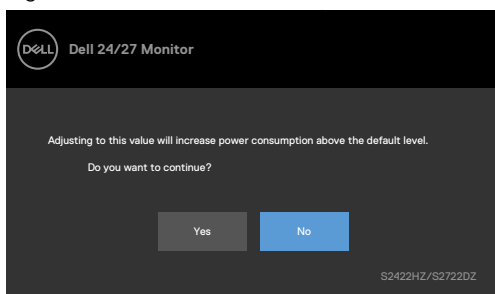 DELL
Dell 24/27 Monitor
Adjusting to this value will increase power consumption above the default level.
Do you want to continue?
Yes
No
S2422HZ/S2722DZ